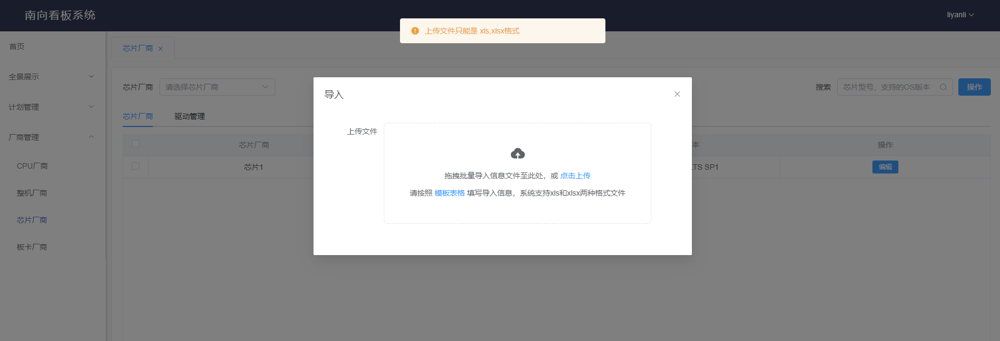 南向看板系统
liyanli
上传文件只能是 xls,xlsx格式
首页
全景展示
计划管理
厂商管理
CPU厂商
整机厂商
芯片厂商
板卡厂商
芯片厂商
芯片厂商 请选择芯片厂商
搜索 芯片型号、支持的OS版本 操作
芯片厂商 驱动管理
芯片厂商 本 操作
芯片1 TS SP1 编辑
导入
上传文件
拖拽批量导入信息文件至此处，或 点击上传
请按照 模板表格 填写导入信息，系统支持xls和xlsx两种格式文件